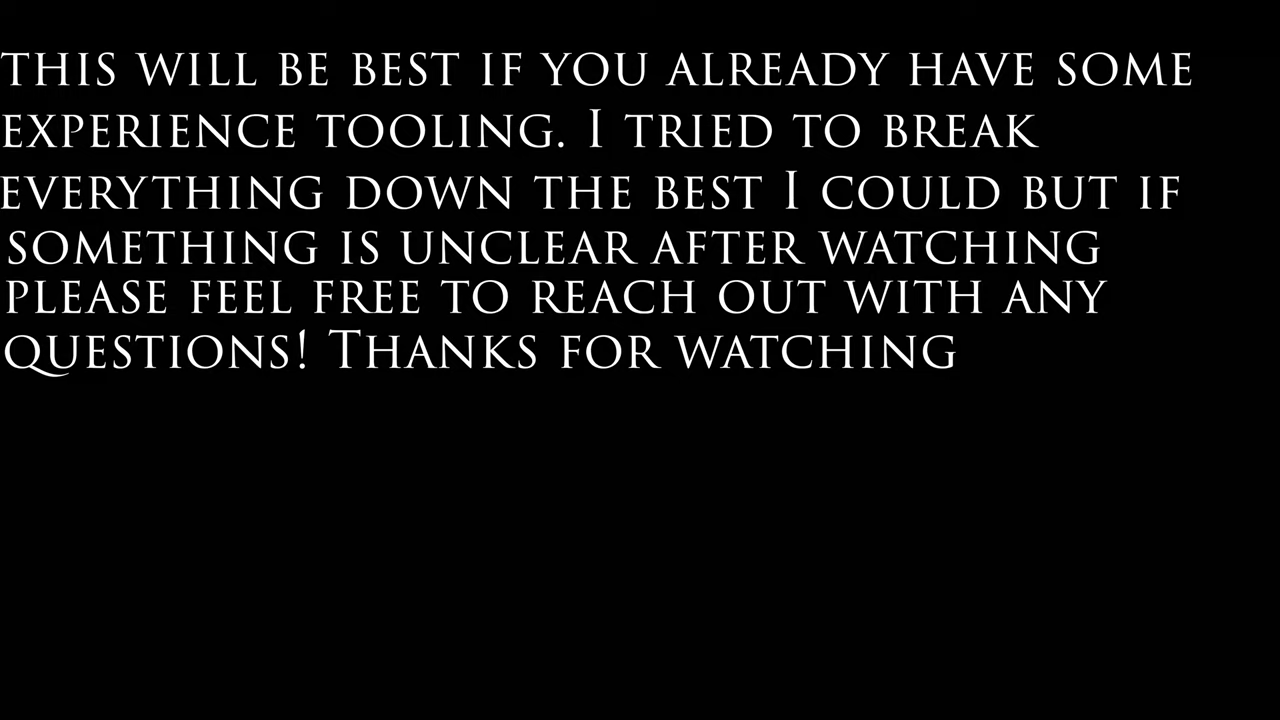 this will be best if you already have some
experience tooling. I tried to break
everything down the best I could but if
something is unclear after watching
please feel free to reach out with any
questions! Thanks for watching